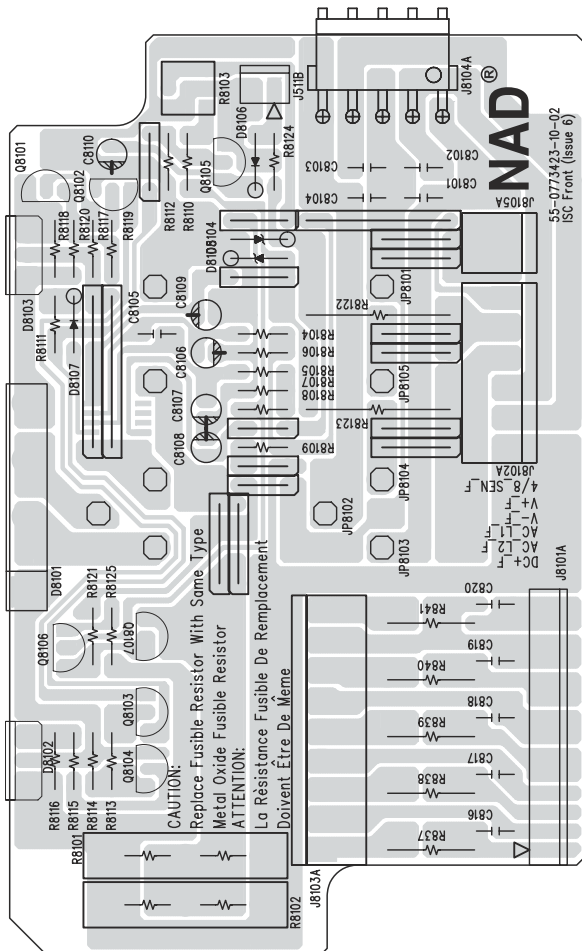 J8104A
J511B
R8103
NAD
®
55-0773423-10-02
ISC Front (issue 6)
D8106
R8124
C8110
Q8101
Q8102
Q8105
C8103
C8102
C8104
C8101
J8105A
R8118
R8120
R8117
R8119
R8112
R8110
D8104
JP8101
D8103
R8111
D8107
C8105
C8109
C8106
C8107
C8108
R8122
R8104
R8106
R8105
R8107
R8108
R8123
R8109
JP8105
JP8104
JP8102
JP8103
J8102A
4/8_SEN_F
V+_F
V-_F
AC_L1_F
AC_L2_F
DC+_F
J8101A
D8101
R8121
R8125
Q8106
Q8107
Q8103
Q8104
D8102
R8116
R8115
R8114
R8113
R8101
R8102
CAUTION:
Replace Fusible Resistor With Same Type
Metal Oxide Fusible Resistor
ATTENTION:
La Résistance Fusible De Remplacement
Doivent Être De Même
J8103A
C820
R841
C819
R840
C818
R839
C817
R838
C816
R837